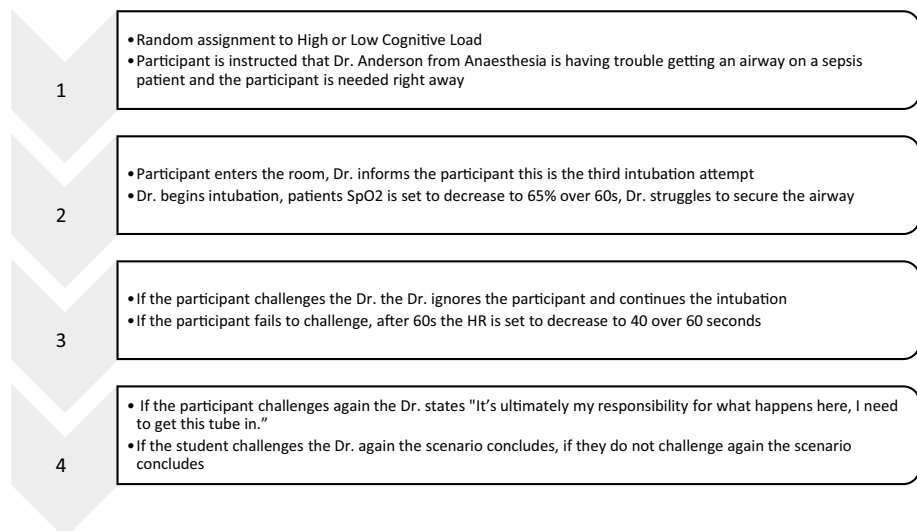 1
•Random assignment to High or Low Cognitive Load
•Participant is instructed that Dr. Anderson from Anaesthesia is having trouble getting an airway on a sepsis
patient and the participant is needed right away
2
•Participant enters the room, Dr. informs the participant this is the third intubation attempt
•Dr. begins intubation, patients SpO2 is set to decrease to 65% over 60s, Dr. struggles to secure the airway
3
•If the participant challenges the Dr. the Dr. ignores the participant and continues the intubation
•If the participant fails to challenge, after 60s the HR is set to decrease to 40 over 60 seconds
4
• If the participant challenges again the Dr. states "It’s ultimately my responsibility for what happens here, I need
to get this tube in.”
•If the student challenges the Dr. again the scenario concludes, if they do not challenge again the scenario
concludes